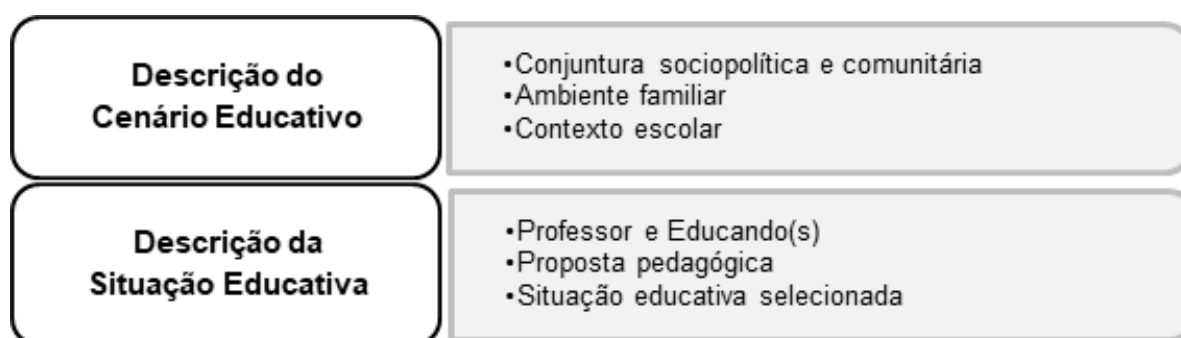 Descrição do
Cenário Educativo
•Conjuntura sociopolítica e comunitária
•Ambiente familiar
•Contexto escolar
Descrição da
Situação Educativa
•Professor e Educando(s)
•Proposta pedagógica
•Situação educativa selecionada